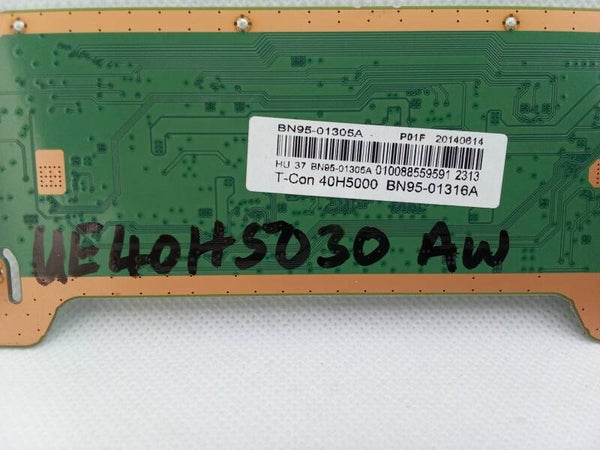 BN95-01305A P01F 20140614
HU 37 BN95-01305A 010088559591 2313
T-Con 40H5000 BN95-01316A
UE40H5030 AW